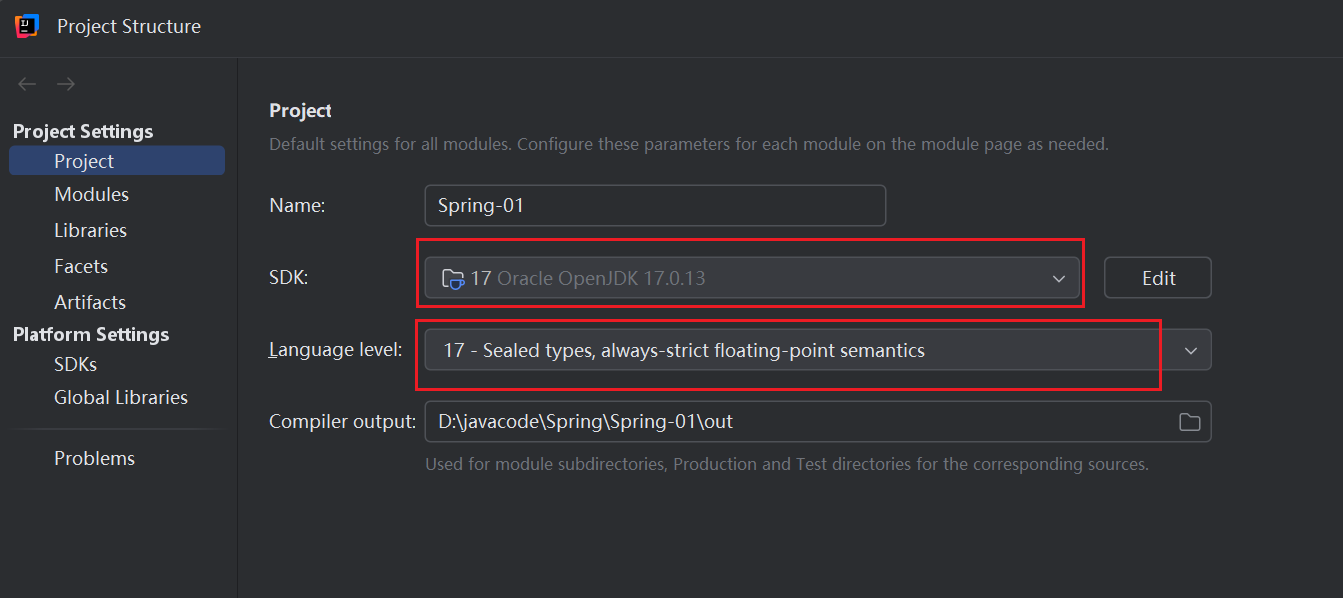 Project Structure
Project Settings
Project
Modules
Libraries
Facets
Artifacts
Platform Settings
SDKs
Global Libraries
Problems
Project
Default settings for all modules. Configure these parameters for each module on the module page as needed.
Name: Spring-01
SDK: 17 Oracle OpenJDK 17.0.13 Edit
Language level: 17 - Sealed types, always-strict floating-point semantics
Compiler output: D:\javacode\Spring\Spring-01\out
Used for module subdirectories, Production and Test directories for the corresponding sources.